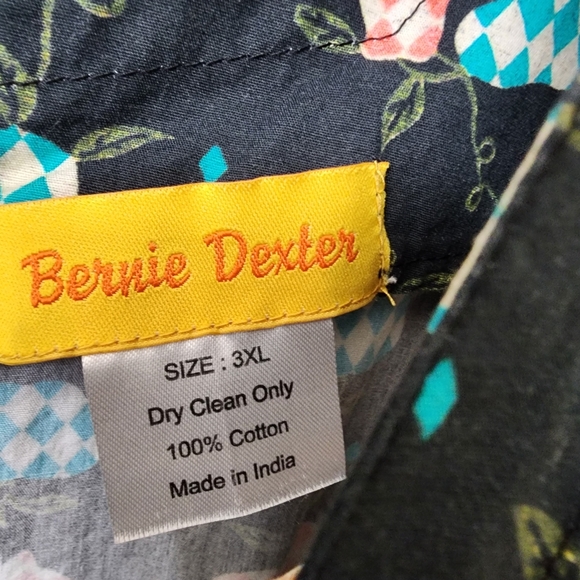 Bernie Dexter
SIZE : 3XL
Dry Clean Only
100% Cotton
Made in India